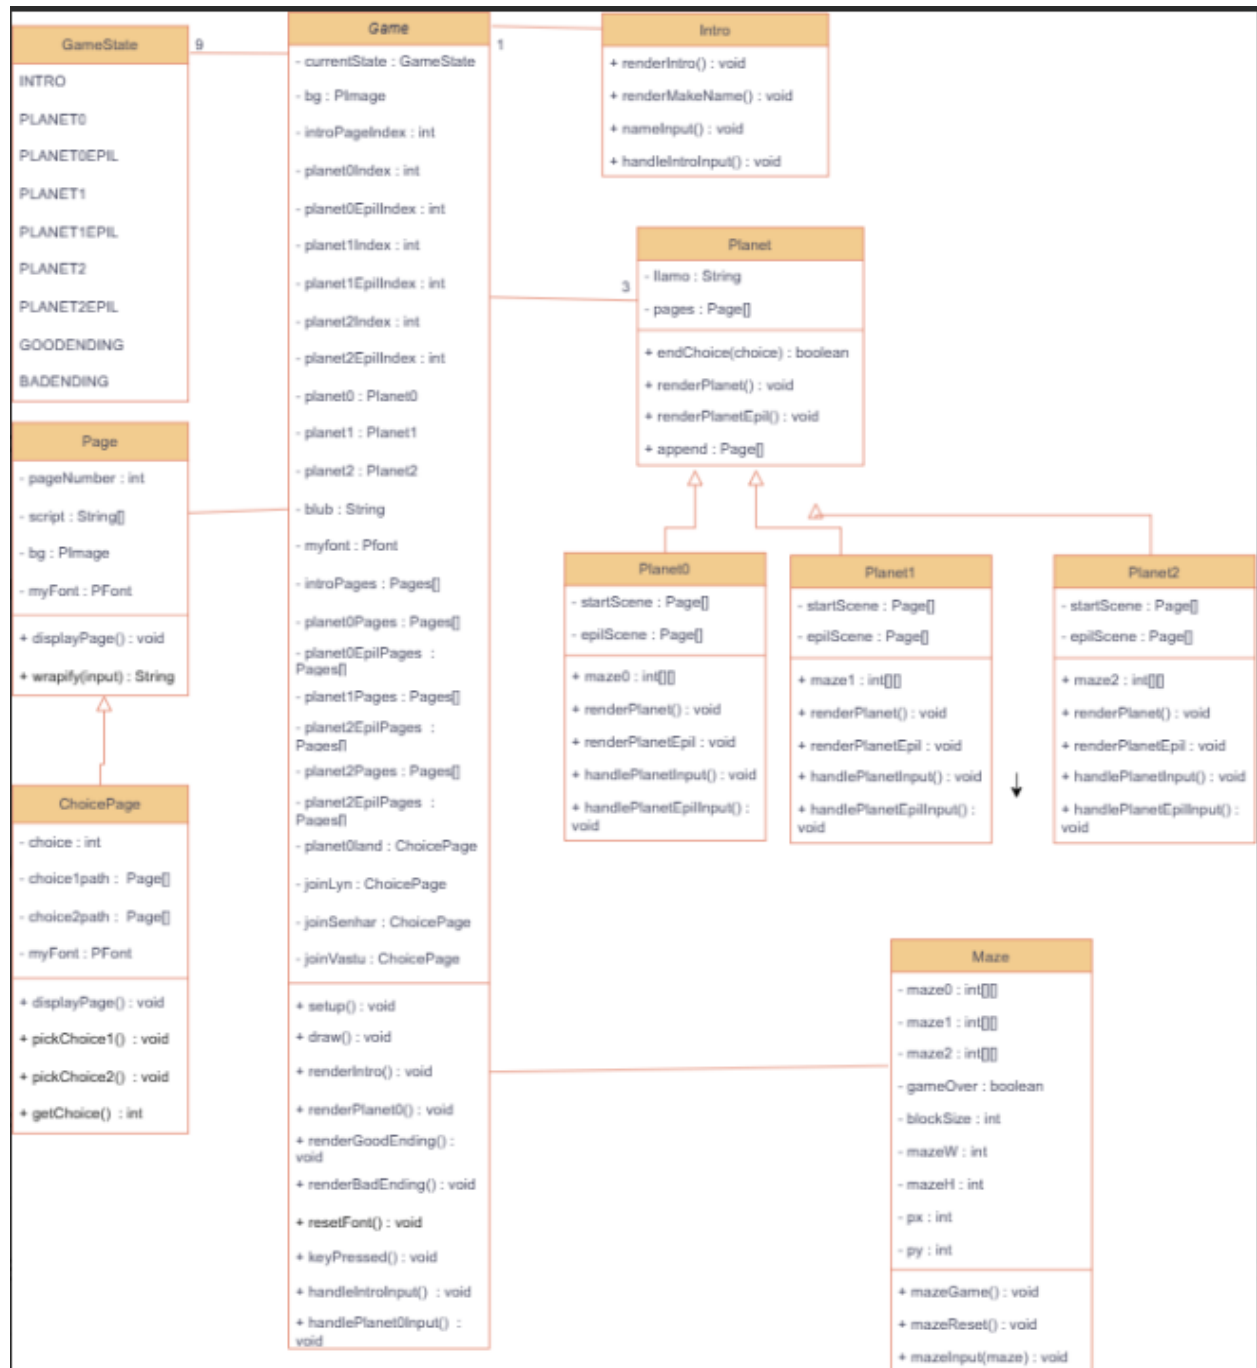 GameState
INTRO
PLANET0
PLANET0EPIL
PLANET1
PLANET1EPIL
PLANET2
PLANET2EPIL
GOODENDING
BADENDING
9
Page
- pageNumber : int
- script : String[]
- bg : PImage
- myFont : PFont
+ displayPage() : void
+ wrapify(input) : String
ChoicePage
- choice : int
- choice1path : Page[]
- choice2path : Page[]
- myFont : PFont
+ displayPage() : void
+ pickChoice1() : void
+ pickChoice2() : void
+ getChoice() : int
Game
- currentState : GameState
- bg : PImage
- introPageIndex : int
- planet0Index : int
- planet0EpilIndex : int
- planet1Index : int
- planet1EpilIndex : int
- planet2Index : int
- planet2EpilIndex : int
- planet0 : Planet0
- planet1 : Planet1
- planet2 : Planet2
- blub : String
- myfont : Pfont
- introPages : Pages[]
- planet0Pages : Pages[]
- planet0EpilPages :
Pages[]
- planet1Pages : Pages[]
- planet2EpilPages :
Pages[]
- planet2Pages : Pages[]
- planet2EpilPages :
Pages[]
- planet0land : ChoicePage
- joinLyn : ChoicePage
- joinSenhar : ChoicePage
- joinVastu : ChoicePage
+ setup() : void
+ draw() : void
+ renderIntro() : void
+ renderPlanet0() : void
+ renderGoodEnding() :
void
+ renderBadEnding() : void
+ resetFont() : void
+ keyPressed() : void
+ handleIntroInput() : void
+ handlePlanet0Input() :
void
1
Intro
+ renderIntro() : void
+ renderMakeName() : void
+ nameInput() : void
+ handleIntroInput() : void
3
Planet
- llamo : String
- pages : Page[]
+ endChoice(choice) : boolean
+ renderPlanet() : void
+ renderPlanetEpil() : void
+ append : Page[]
Planet0
- startScene : Page[]
- epilScene : Page[]
+ maze0 : int[][]
+ renderPlanet() : void
+ renderPlanetEpil : void
+ handlePlanetInput() : void
+ handlePlanetEpilInput() :
void
Planet1
- startScene : Page[]
- epilScene : Page[]
+ maze1 : int[][]
+ renderPlanet() : void
+ renderPlanetEpil : void
+ handlePlanetInput() : void
+ handlePlanetEpilInput() :
void
Planet2
- startScene : Page[]
- epilScene : Page[]
+ maze2 : int[][]
+ renderPlanet() : void
+ renderPlanetEpil : void
+ handlePlanetInput() : void
+ handlePlanetEpilInput() :
void
Maze
- maze0 : int[][]
- maze1 : int[][]
- maze2 : int[][]
- gameOver : boolean
- blockSize : int
- mazeW : int
- mazeH : int
- px : int
- py : int
+ mazeGame() : void
+ mazeReset() : void
+ mazeInput(maze) : void